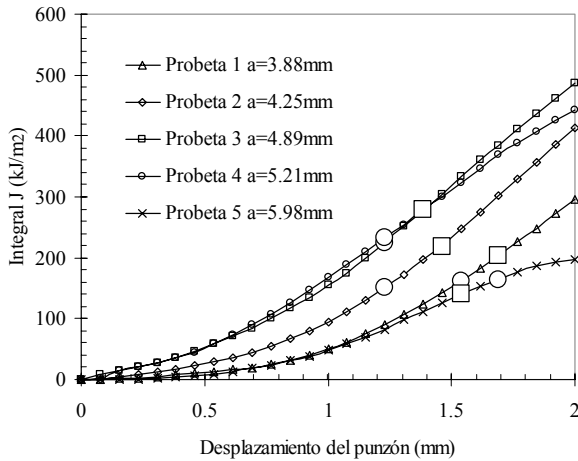 600
500
400
300
200
100
0
Integral J (kJ/m2)
Probeta 1 a=3.88mm
Probeta 2 a=4.25mm
Probeta 3 a=4.89mm
Probeta 4 a=5.21mm
Probeta 5 a=5.98mm
0 0.5 1 1.5 2
Desplazamiento del punzón (mm)